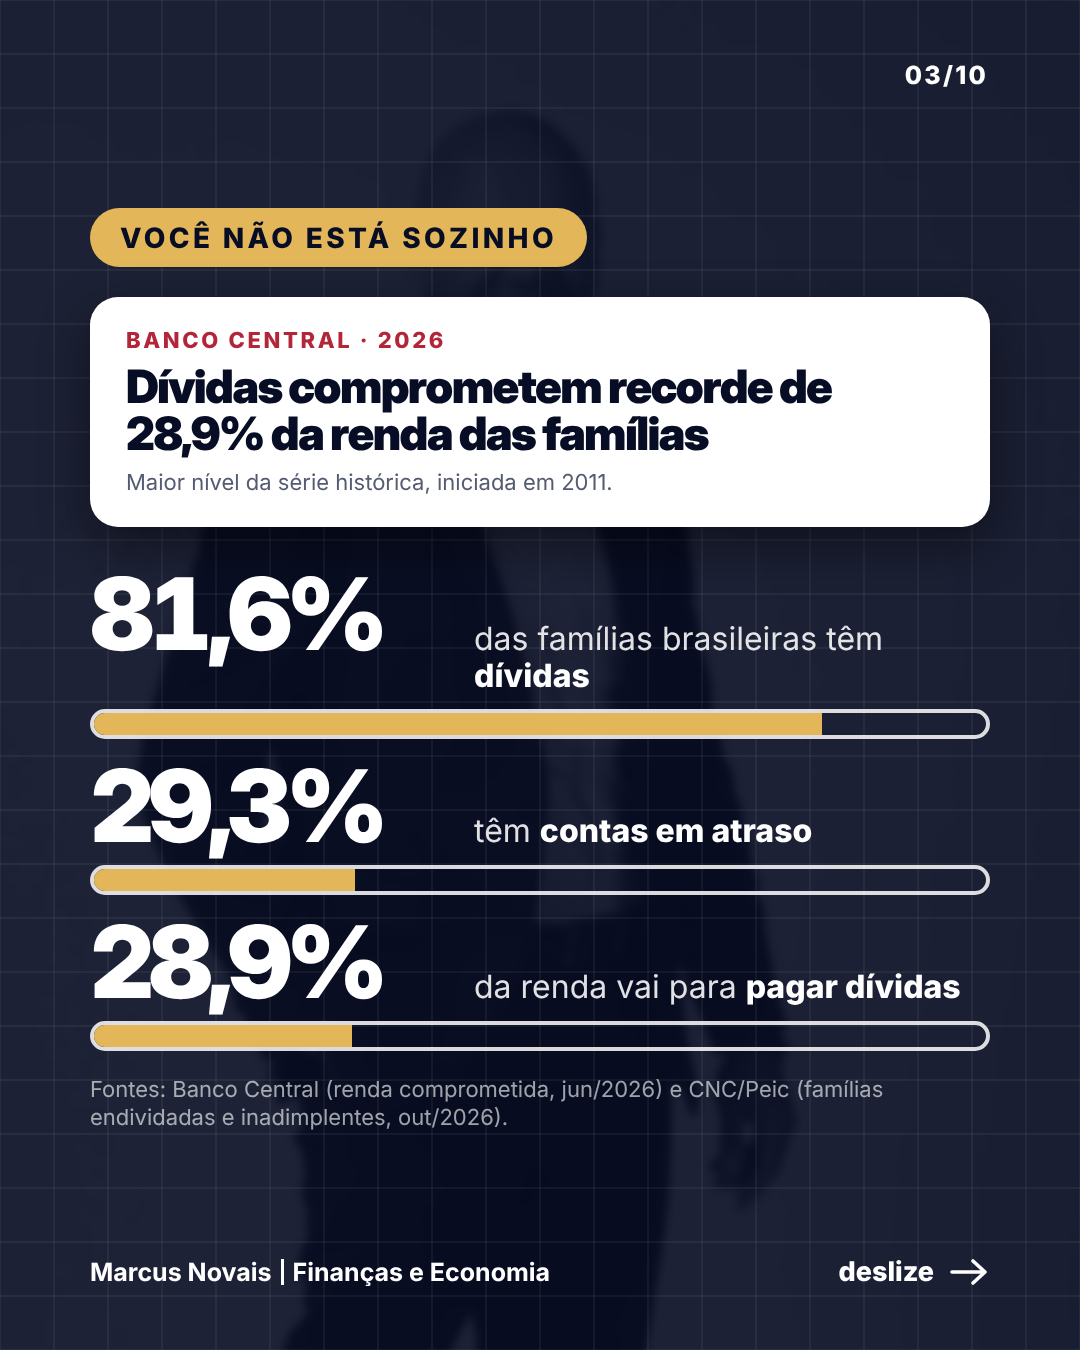 03/10
VOCÊ NÃO ESTÁ SOZINHO
BANCO CENTRAL · 2026
Dívidas comprometem recorde de
28,9% da renda das famílias
Maior nível da série histórica, iniciada em 2011.
81,6%
das famílias brasileiras têm
dívidas
29,3%
têm contas em atraso
28,9%
da renda vai para pagar dívidas
Fontes: Banco Central (renda comprometida, jun/2026) e CNC/Peic (famílias
endividadas e inadimplentes, out/2026).
Marcus Novais | Finanças e Economia
deslize →